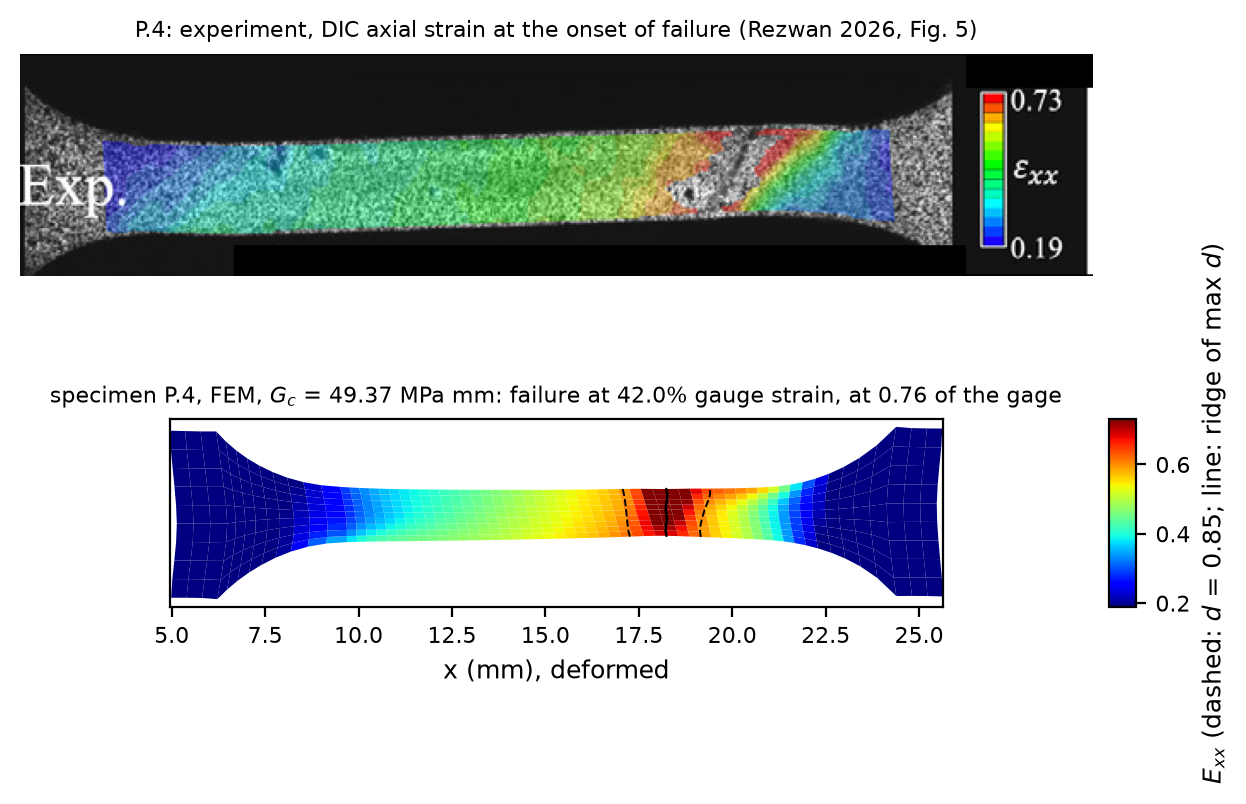 P.4: experiment, DIC axial strain at the onset of failure (Rezwan 2026, Fig. 5)
Exp.
0.73
εxx
0.19
specimen P.4, FEM, Gc = 49.37 MPa mm: failure at 42.0% gauge strain, at 0.76 of the gage
5.0 7.5 10.0 12.5 15.0 17.5 20.0 22.5 25.0
x (mm), deformed
0.6
0.4
0.2
Exx (dashed: d = 0.85; line: ridge of max d)